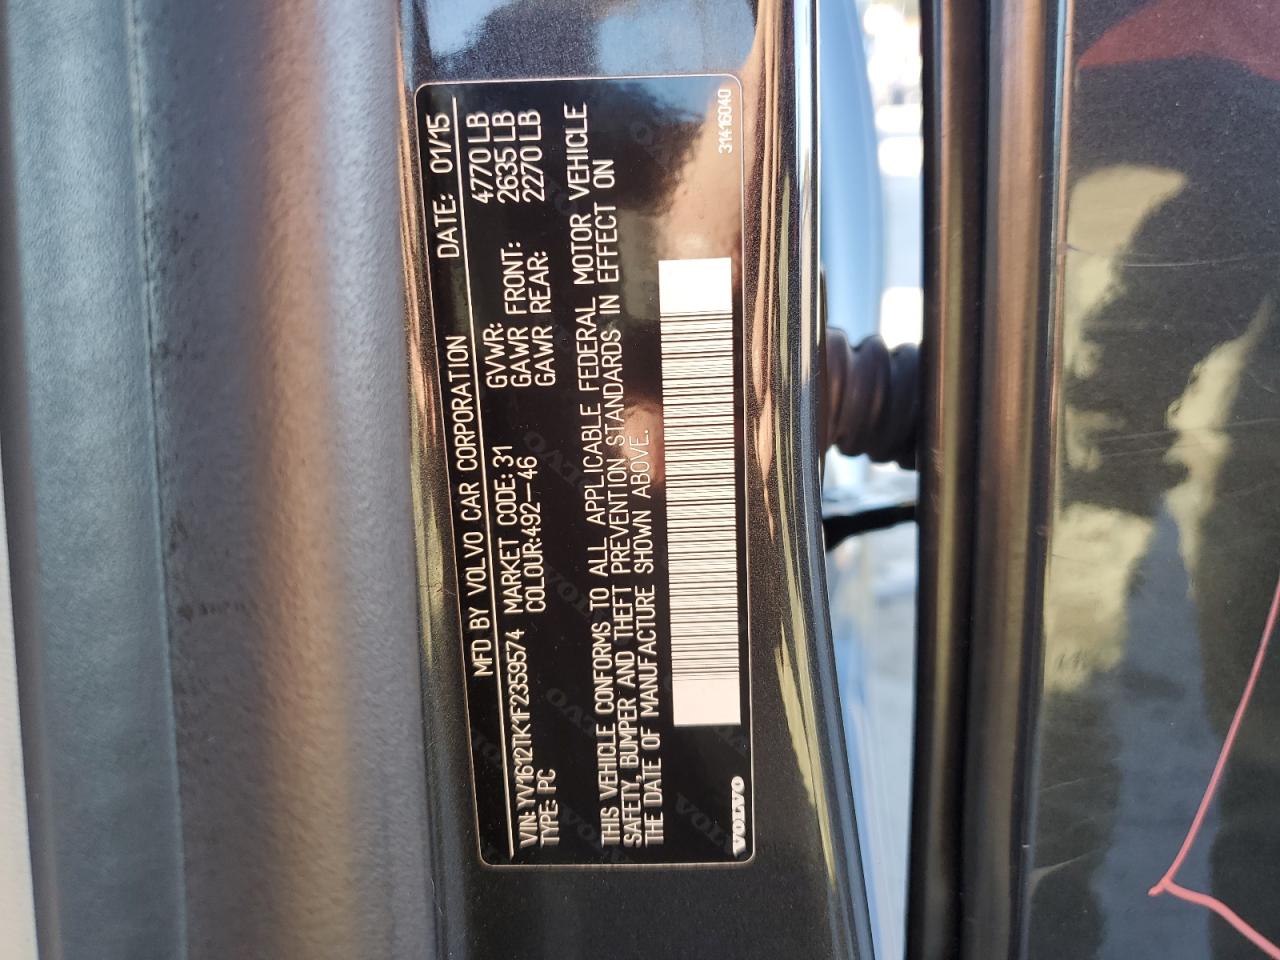 MFD BY VOLVO CAR CORPORATION DATE: 01/15
VIN: YV1612TK1F2359574 MARKET CODE: 31 GVWR: 4770 LB
TYPE: PC COLOUR: 492-46 GAWR FRONT: 2635 LB
GAWR REAR: 2270 LB
THIS VEHICLE CONFORMS TO ALL APPLICABLE FEDERAL MOTOR VEHICLE
SAFETY, BUMPER AND THEFT PREVENTION STANDARDS IN EFFECT ON
THE DATE OF MANUFACTURE SHOWN ABOVE.
VOLVO 31416040